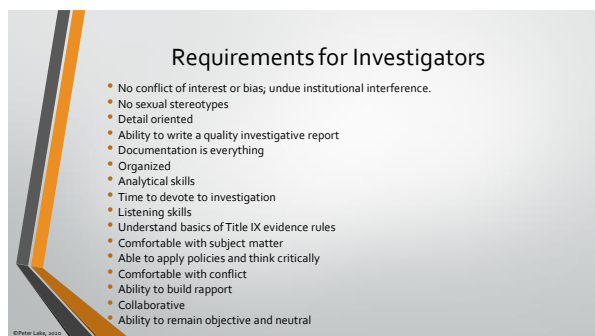 Requirements for Investigators
• No conflict of interest or bias; undue institutional interference.
• No sexual stereotypes
• Detail oriented
• Ability to write a quality investigative report
• Documentation is everything
• Organized
• Analytical skills
• Time to devote to investigation
• Listening skills
• Understand basics of Title IX evidence rules
• Comfortable with subject matter
• Able to apply policies and think critically
• Comfortable with conflict
• Ability to build rapport
• Collaborative
• Ability to remain objective and neutral
©Peter Lake, 2020